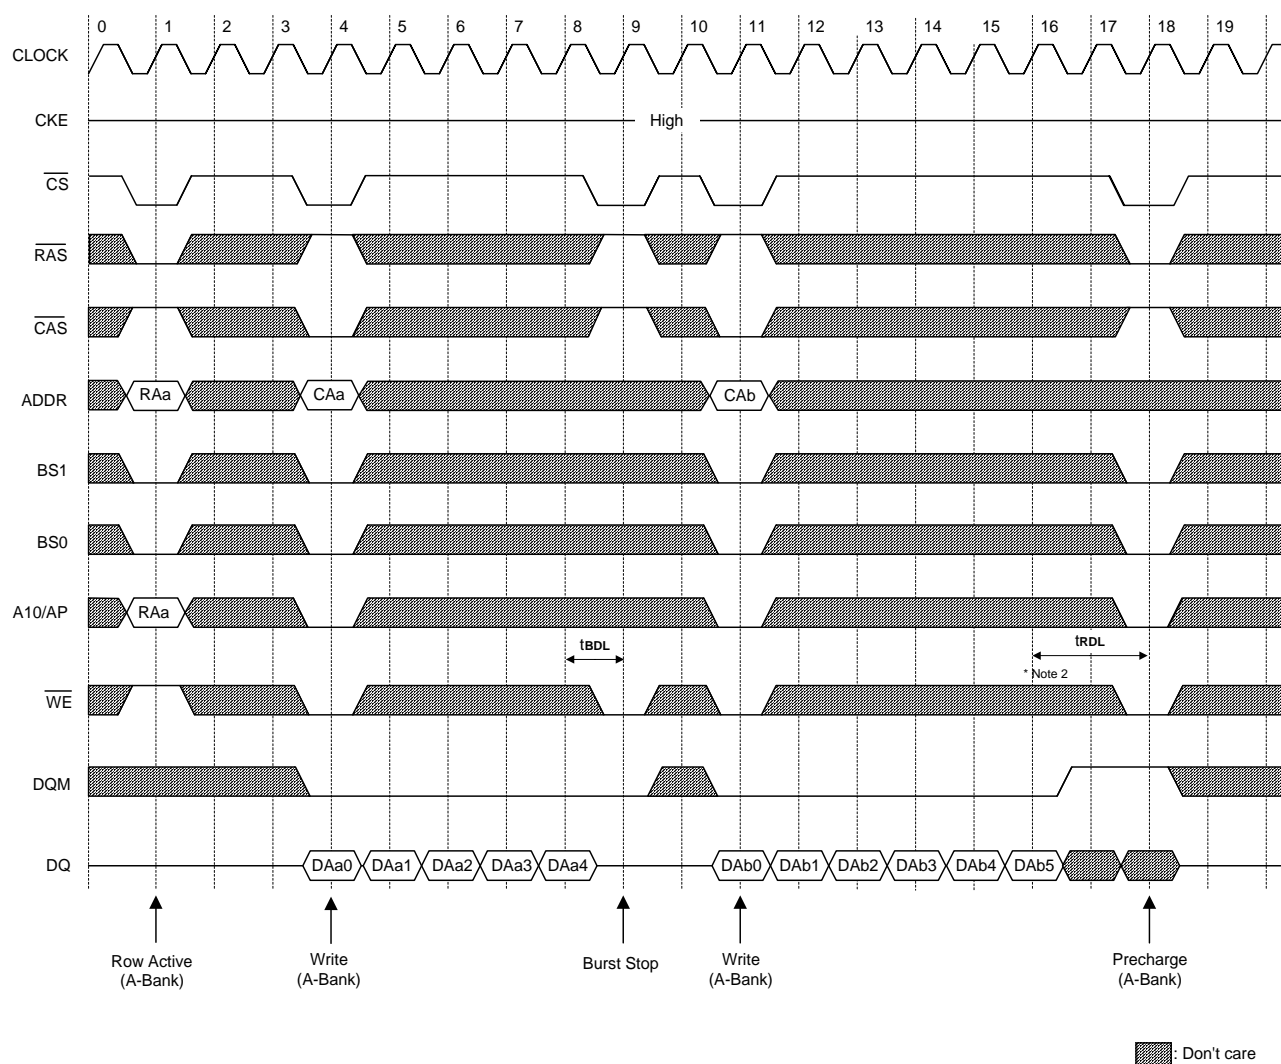 0 1 2 3 4 5 6 7 8 9 10 11 12 13 14 15 16 17 18 19
CLOCK
CKE High
CS
RAS
CAS
ADDR RAa CAa CAb
BS1
BS0
A10/AP RAa
tBDL tRDL
* Note 2
WE
DQM
DQ DAa0 DAa1 DAa2 DAa3 DAa4 DAb0 DAb1 DAb2 DAb3 DAb4 DAb5
Row Active
(A-Bank)
Write
(A-Bank)
Burst Stop
Write
(A-Bank)
Precharge
(A-Bank)
: Don't care